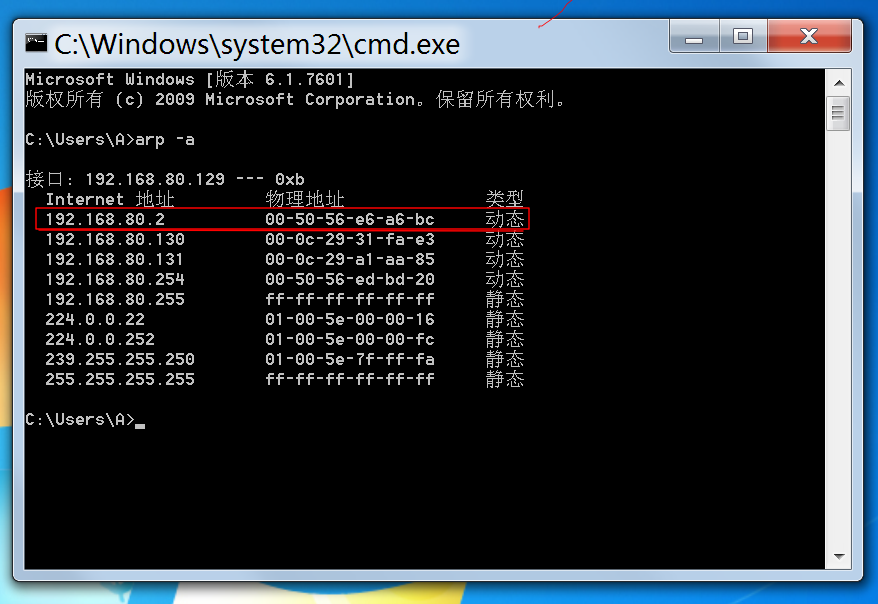 C:\Windows\system32\cmd.exe
Microsoft Windows [版本 6.1.7601]
版权所有 (c) 2009 Microsoft Corporation。保留所有权利。
C:\Users\A>arp -a
接口: 192.168.80.129 --- 0xb
Internet 地址 物理地址 类型
192.168.80.2 00-50-56-e6-a6-bc 动态
192.168.80.130 00-0c-29-31-fa-e3 动态
192.168.80.131 00-0c-29-a1-aa-85 动态
192.168.80.254 00-50-56-ed-bd-20 动态
192.168.80.255 ff-ff-ff-ff-ff-ff 静态
224.0.0.22 01-00-5e-00-00-16 静态
224.0.0.252 01-00-5e-00-00-fc 静态
239.255.255.250 01-00-5e-7f-ff-fa 静态
255.255.255.255 ff-ff-ff-ff-ff-ff 静态
C:\Users\A>